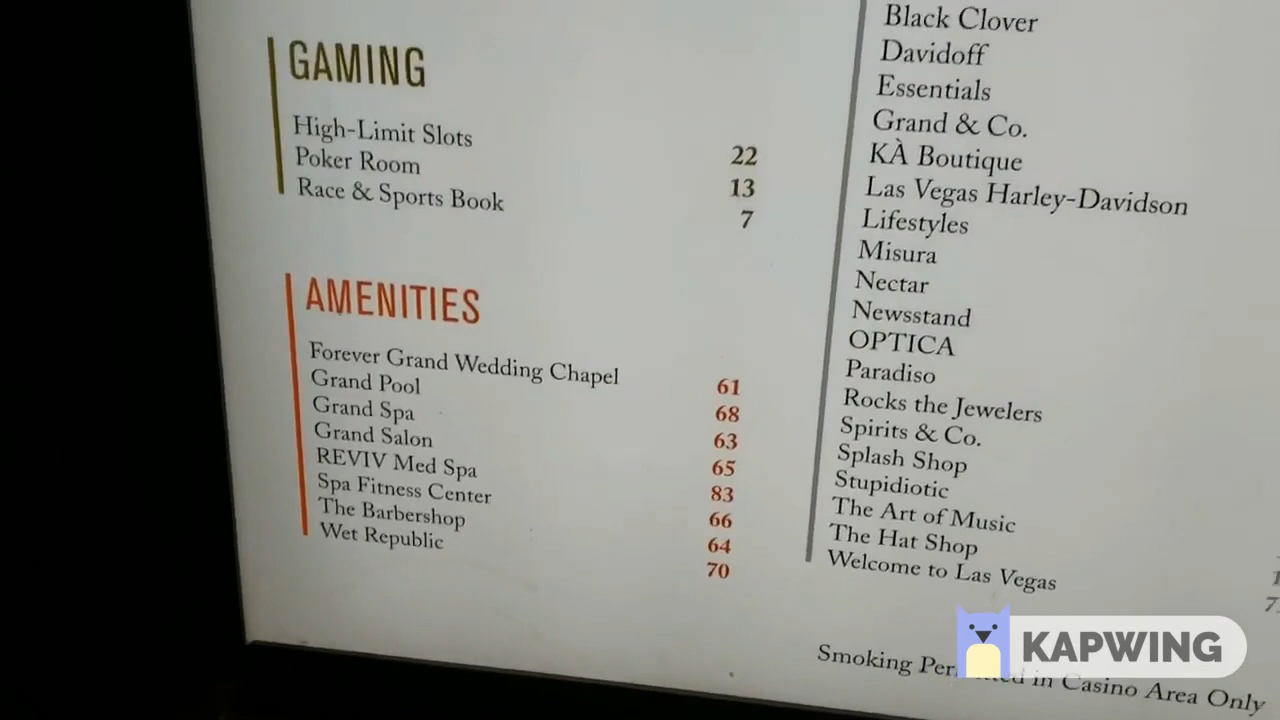 GAMING
High-Limit Slots 22
Poker Room 13
Race & Sports Book 7
AMENITIES
Forever Grand Wedding Chapel 61
Grand Pool 68
Grand Spa 63
Grand Salon 65
REVIV Med Spa 83
Spa Fitness Center 66
The Barbershop 64
Wet Republic 70
Black Clover
Davidoff
Essentials
Grand & Co.
KÀ Boutique
Las Vegas Harley-Davidson
Lifestyles
Misura
Nectar
Newsstand
OPTICA
Paradiso
Rocks the Jewelers
Spirits & Co.
Splash Shop
Stupidiotic
The Art of Music
The Hat Shop
Welcome to Las Vegas
Smoking in Casino Area Only
KAPWING